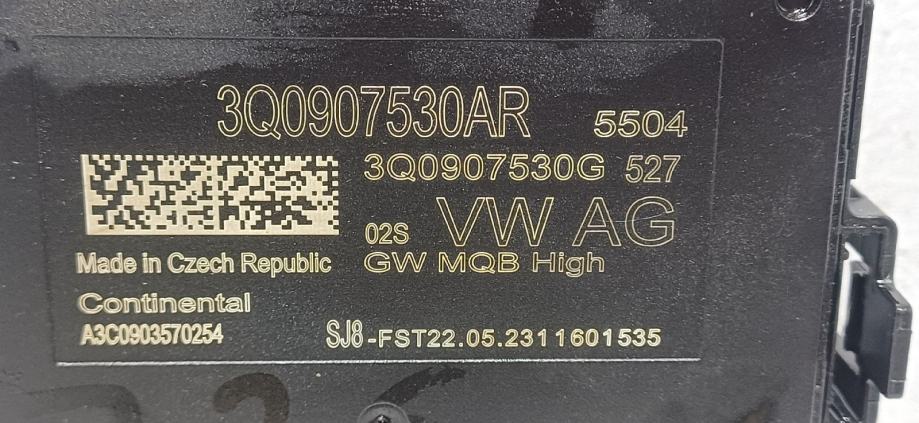 3Q0907530AR 5504
3Q0907530G 527
02S VW AG
Made in Czech Republic GW MQB High
Continental
A3C0903570254 SJ8-FST22.05.2311601535